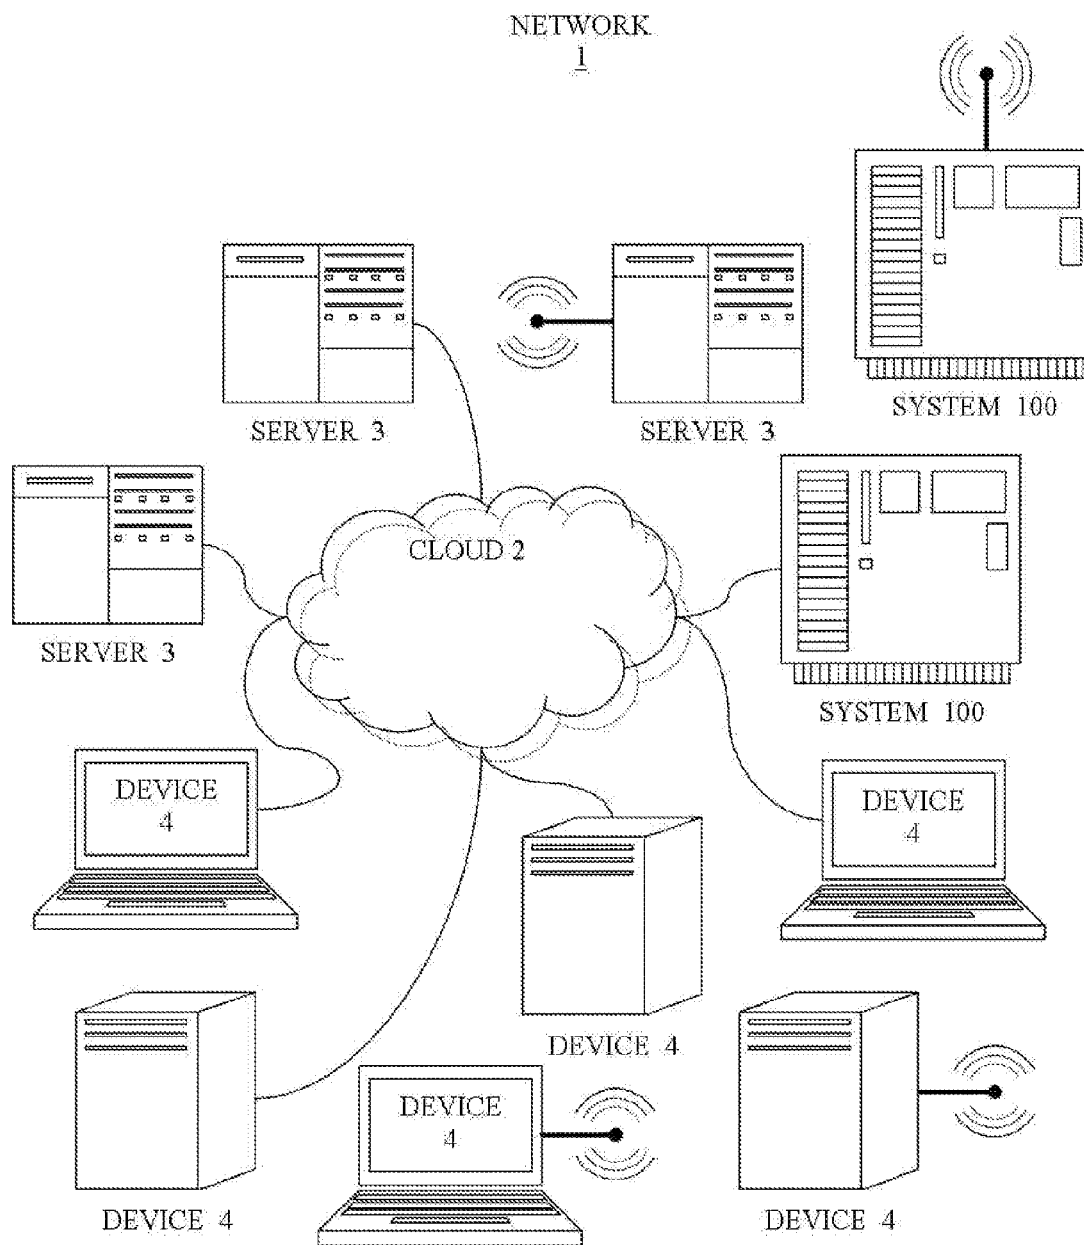 NETWORK
1
SYSTEM 100
SERVER 3
SERVER 3
CLOUD 2
SERVER 3
SYSTEM 100
DEVICE
4
DEVICE
4
DEVICE 4
DEVICE
4
DEVICE 4
DEVICE 4